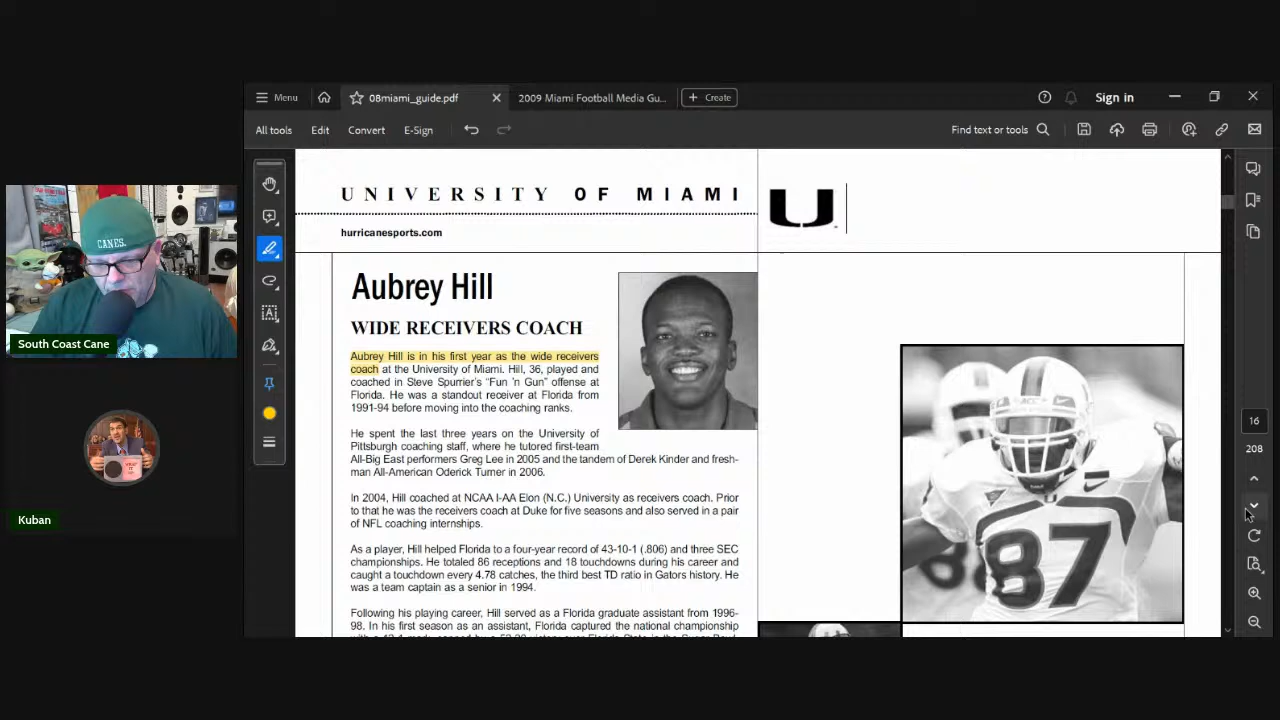 Menu
08miami_guide.pdf
2009 Miami Football Media Gu...
Create
Sign in
All tools
Edit
Convert
E-Sign
Find text or tools
UNIVERSITY OF MIAMI
U
hurricanesports.com
CANES.
South Coast Cane
Kuban
Aubrey Hill
WIDE RECEIVERS COACH
Aubrey Hill is in his first year as the wide receivers
coach at the University of Miami. Hill, 36, played and
coached in Steve Spurrier's "Fun 'n Gun" offense at
Florida. He was a standout receiver at Florida from
1991-94 before moving into the coaching ranks.
He spent the last three years on the University of
Pittsburgh coaching staff, where he tutored first-team
All-Big East performers Greg Lee in 2005 and the tandem of Derek Kinder and fresh-
man All-American Oderick Turner in 2006.
In 2004, Hill coached at NCAA I-AA Elon (N.C.) University as receivers coach. Prior
to that he was the receivers coach at Duke for five seasons and also served in a pair
of NFL coaching internships.
As a player, Hill helped Florida to a four-year record of 43-10-1 (.806) and three SEC
championships. He totaled 86 receptions and 18 touchdowns during his career and
caught a touchdown every 4.78 catches, the third best TD ratio in Gators history. He
was a team captain as a senior in 1994.
Following his playing career, Hill served as a Florida graduate assistant from 1996-
98. In his first season as an assistant, Florida captured the national championship
87
16
208